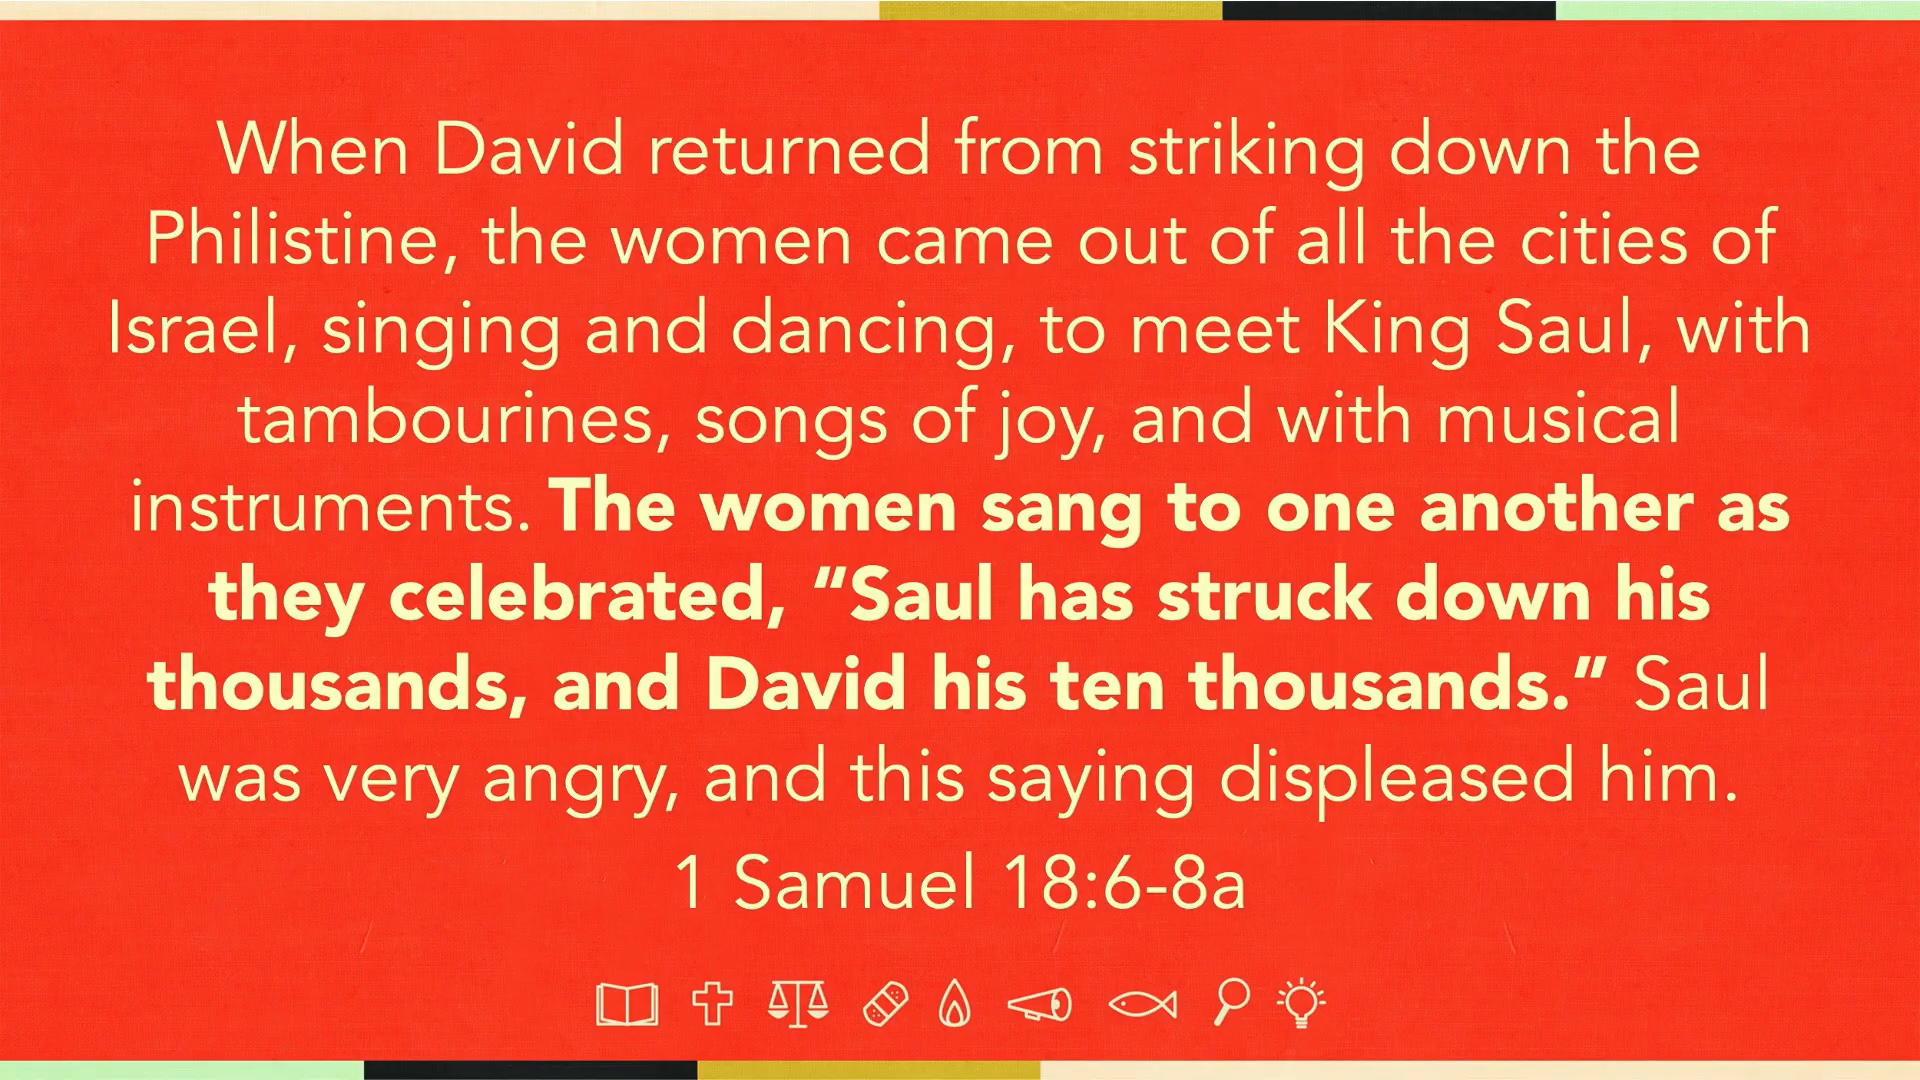 When David returned from striking down the
Philistine, the women came out of all the cities of
Israel, singing and dancing, to meet King Saul, with
tambourines, songs of joy, and with musical
instruments. The women sang to one another as
they celebrated, “Saul has struck down his
thousands, and David his ten thousands.” Saul
was very angry, and this saying displeased him.
1 Samuel 18:6-8a